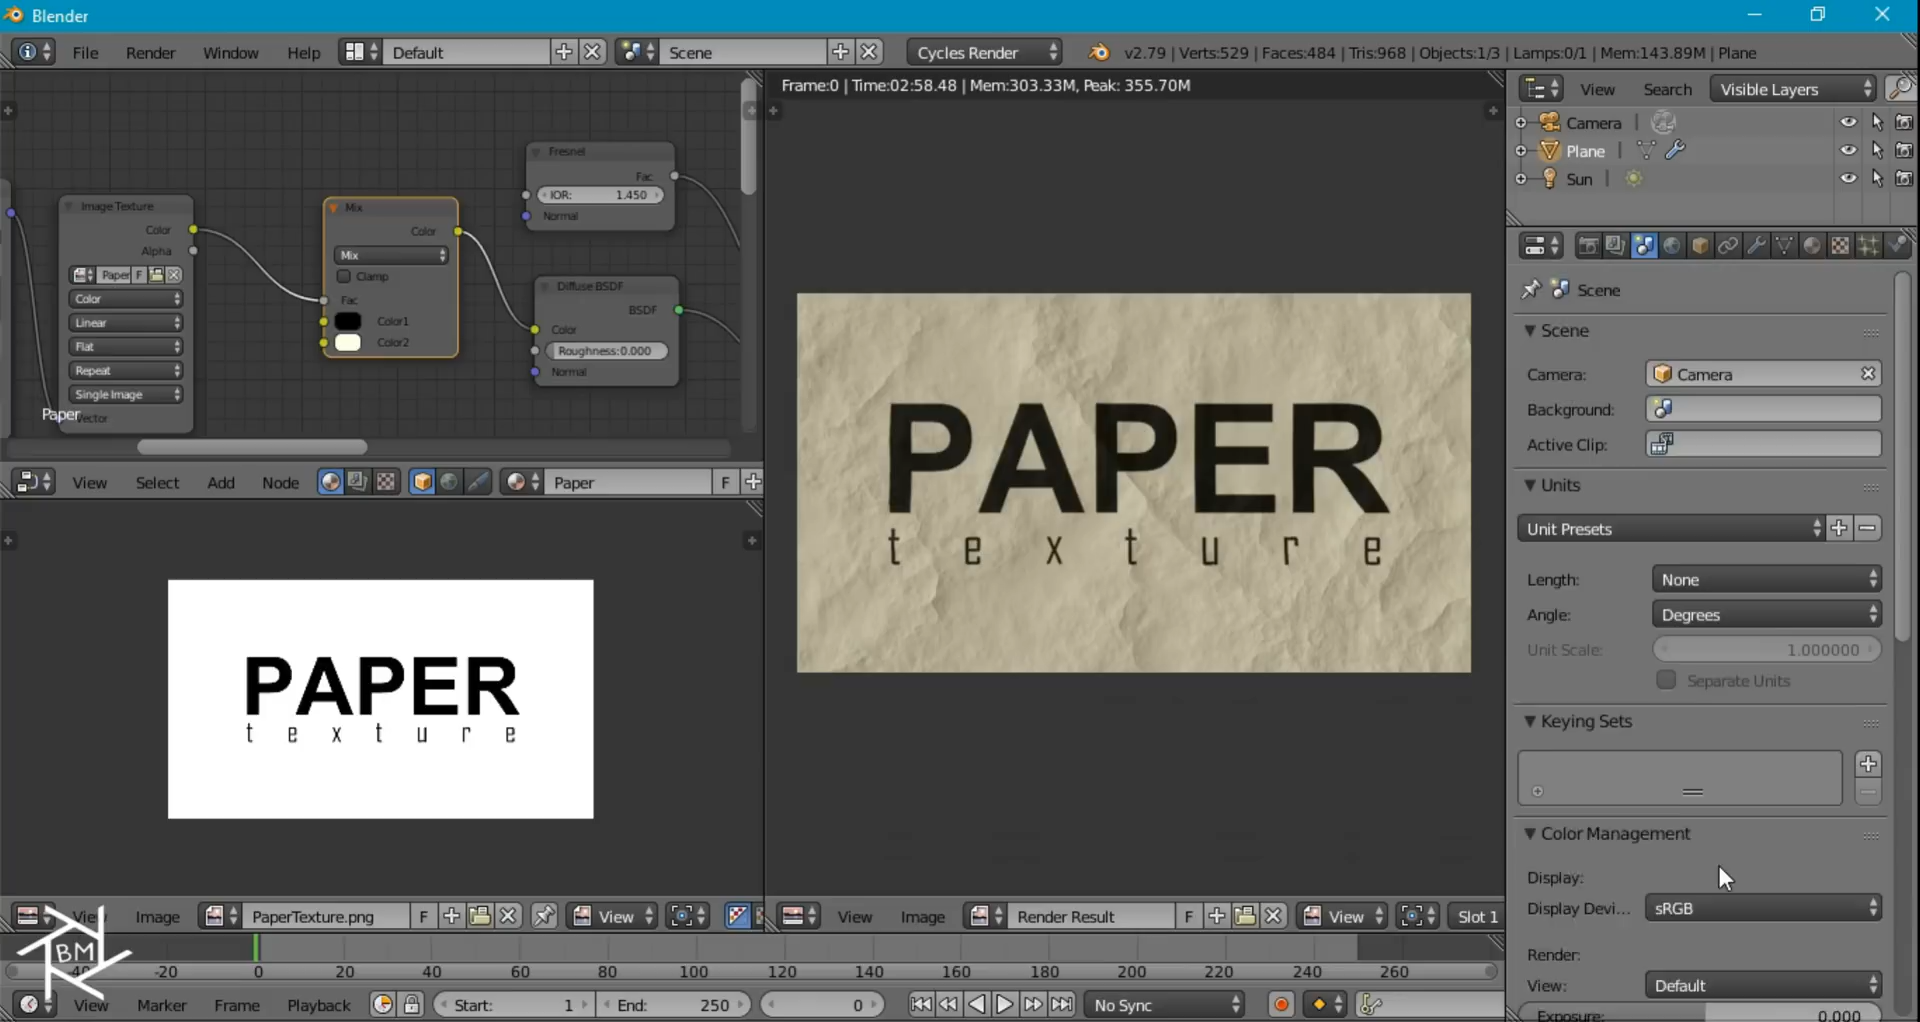 Blender
File Render Window Help Default Scene Cycles Render v2.79 | Verts:529 | Faces:484 | Tris:968 | Objects:1/3 | Lamps:0/1 | Mem:143.89M | Plane
Image Texture
Color
Alpha
Paper F
Color
Linear
Flat
Repeat
Single Image
Vector
Paper
Mix
Color
Mix
Clamp
Fac
Color1
Color2
Fresnel
Fac
IOR: 1.450
Normal
Diffuse BSDF
BSDF
Color
Roughness:0.000
Normal
View Select Add Node Paper F
PAPER
texture
View Image PaperTexture.png F View
Frame:0 | Time:02:58.48 | Mem:303.33M, Peak: 355.70M
PAPER
texture
View Image Render Result F View Slot 1
View Search Visible Layers
Camera
Plane
Sun
Scene
Scene
Camera: Camera
Background:
Active Clip:
Units
Unit Presets
Length: None
Angle: Degrees
Unit Scale: 1.000000
Separate Units
Keying Sets
Color Management
Display:
Display Devi... sRGB
Render:
View: Default
Exposure: 0.000
-40 -20 0 20 40 60 80 100 120 140 160 180 200 220 240 260
BM
View Marker Frame Playback Start: 1 End: 250 0 No Sync